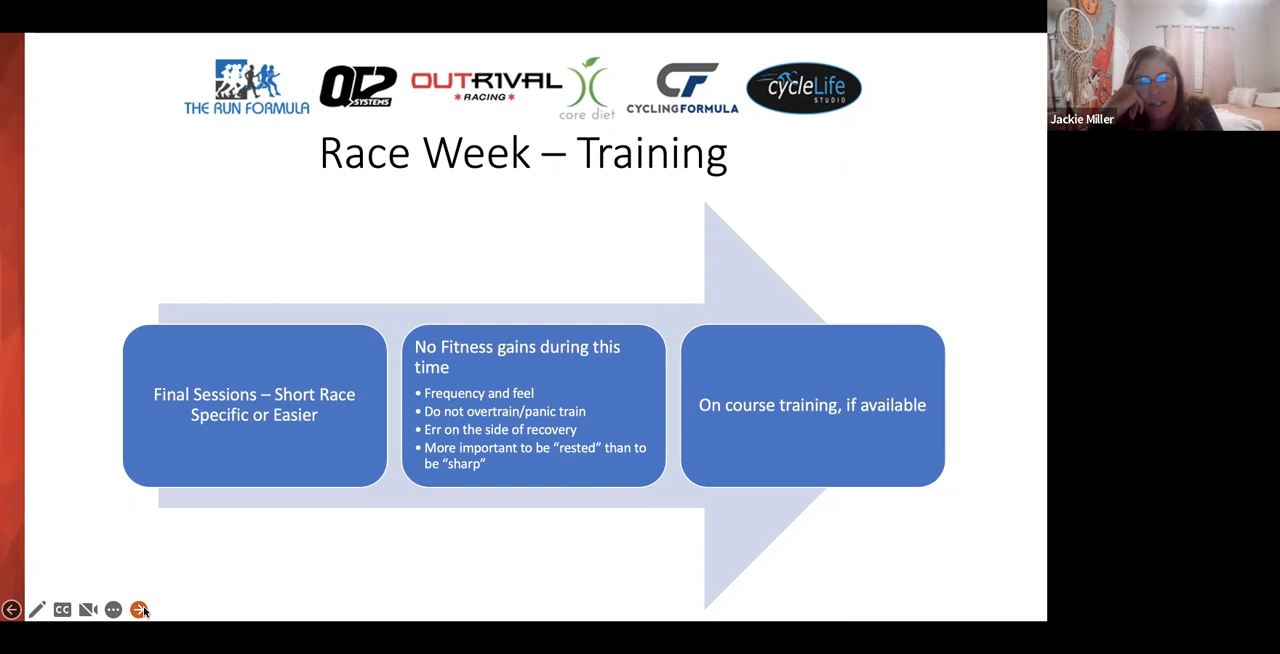 THE RUN FORMULA
SYSTEMS
OUTRIVAL
RACING
core diet
CYCLINGFORMULA
cycleLife
STUDIO
Jackie Miller
Race Week – Training
Final Sessions – Short Race
Specific or Easier
No Fitness gains during this
time
• Frequency and feel
• Do not overtrain/panic train
• Err on the side of recovery
• More important to be “rested” than to
be “sharp”
On course training, if available
CC